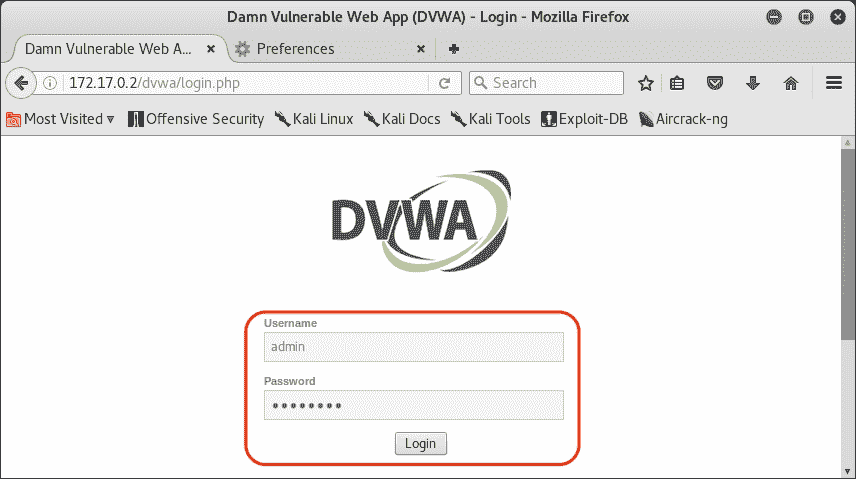 Damn Vulnerable Web App (DVWA) - Login - Mozilla Firefox
Damn Vulnerable Web A...
Preferences
172.17.0.2/dvwa/login.php
Search
Most Visited
Offensive Security
Kali Linux
Kali Docs
Kali Tools
Exploit-DB
Aircrack-ng
DVWA
Username
admin
Password
••••••••
Login